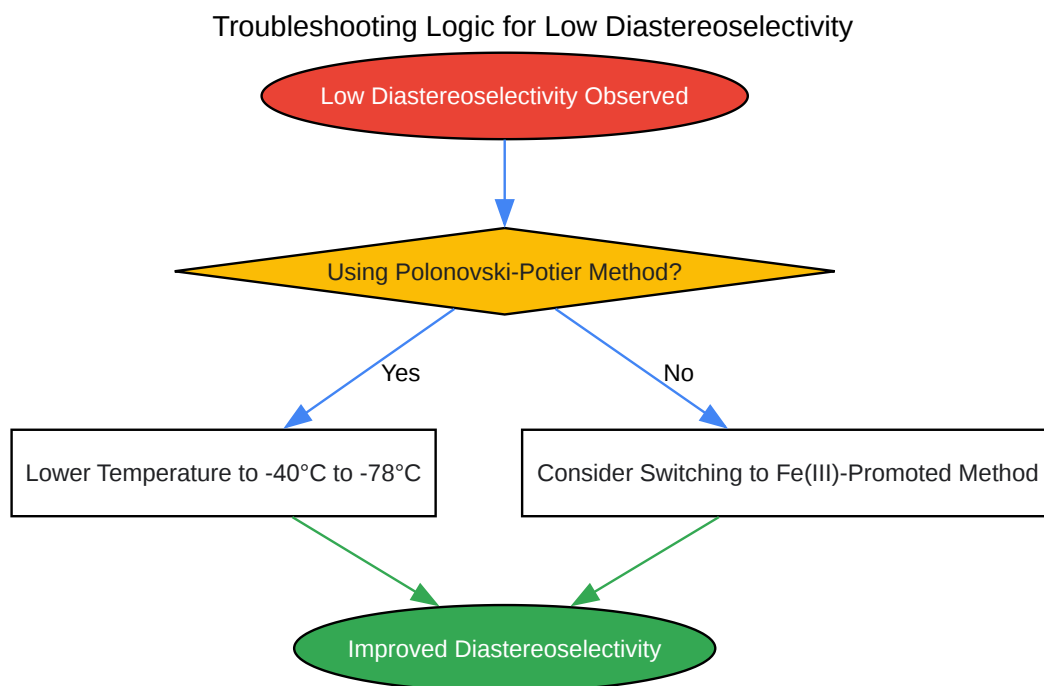 Troubleshooting Logic for Low Diastereoselectivity
Low Diastereoselectivity Observed
Using Polonovski-Potier Method?
Yes
No
Lower Temperature to -40°C to -78°C
Consider Switching to Fe(III)-Promoted Method
Improved Diastereoselectivity